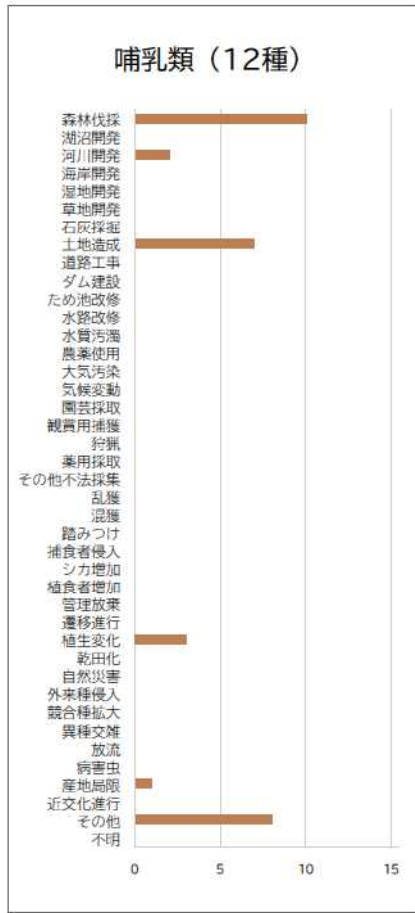 哺乳類（12種）
森林伐採
湖沼開発
河川開発
海岸開発
湿地開発
草地開発
石灰採掘
土地造成
道路工事
ダム建設
ため池改修
水路改修
水質汚濁
農薬使用
大気汚染
気候変動
園芸採取
観賞用捕獲
狩猟
薬用採取
その他不法採集
乱獲
混獲
踏みつけ
捕食者侵入
シカ増加
植食者増加
管理放棄
遷移進行
植生変化
乾田化
自然災害
外来種侵入
競合種拡大
異種交雑
放流
病害虫
産地局限
近交化進行
その他
不明
0 5 10 15